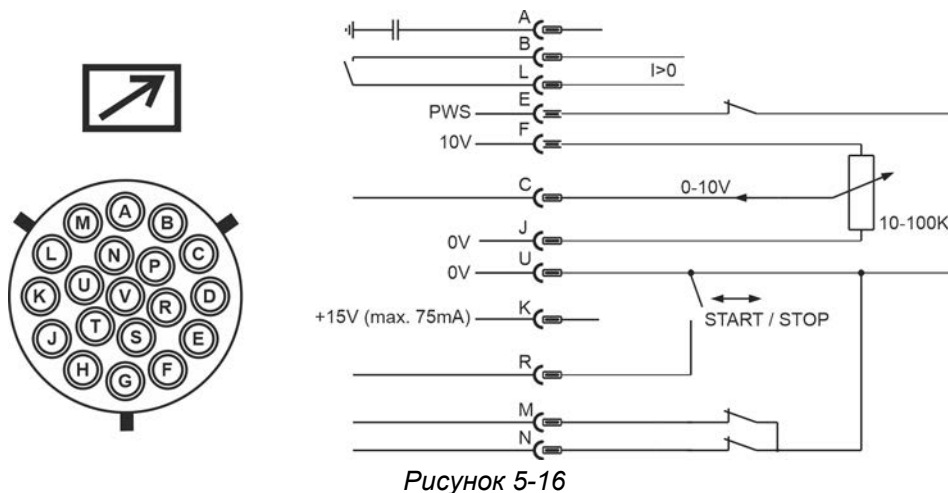 A
B
L
I>0
E
PWS
F
10V
C
0-10V
10-100K
J
0V
U
0V
START / STOP
K
+15V (max. 75mA)
R
M
N
A
M
B
L
N
P
C
K
U
V
R
D
J
T
S
E
H
G
F
Рисунок 5-16